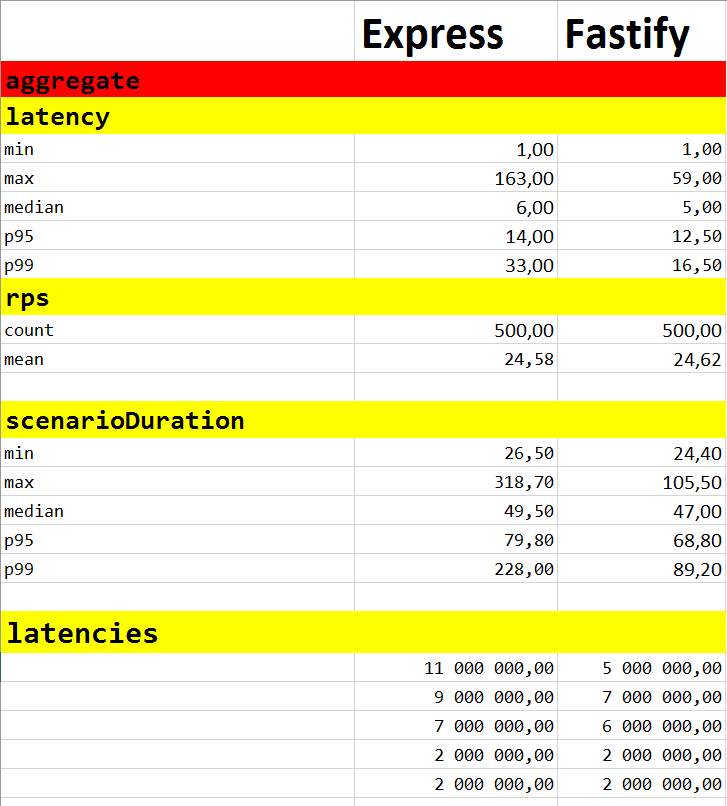 Express Fastify
aggregate
latency
min 1,00 1,00
max 163,00 59,00
median 6,00 5,00
p95 14,00 12,50
p99 33,00 16,50
rps
count 500,00 500,00
mean 24,58 24,62
scenarioDuration
min 26,50 24,40
max 318,70 105,50
median 49,50 47,00
p95 79,80 68,80
p99 228,00 89,20
latencies
11 000 000,00 5 000 000,00
9 000 000,00 7 000 000,00
7 000 000,00 6 000 000,00
2 000 000,00 2 000 000,00
2 000 000,00 2 000 000,00